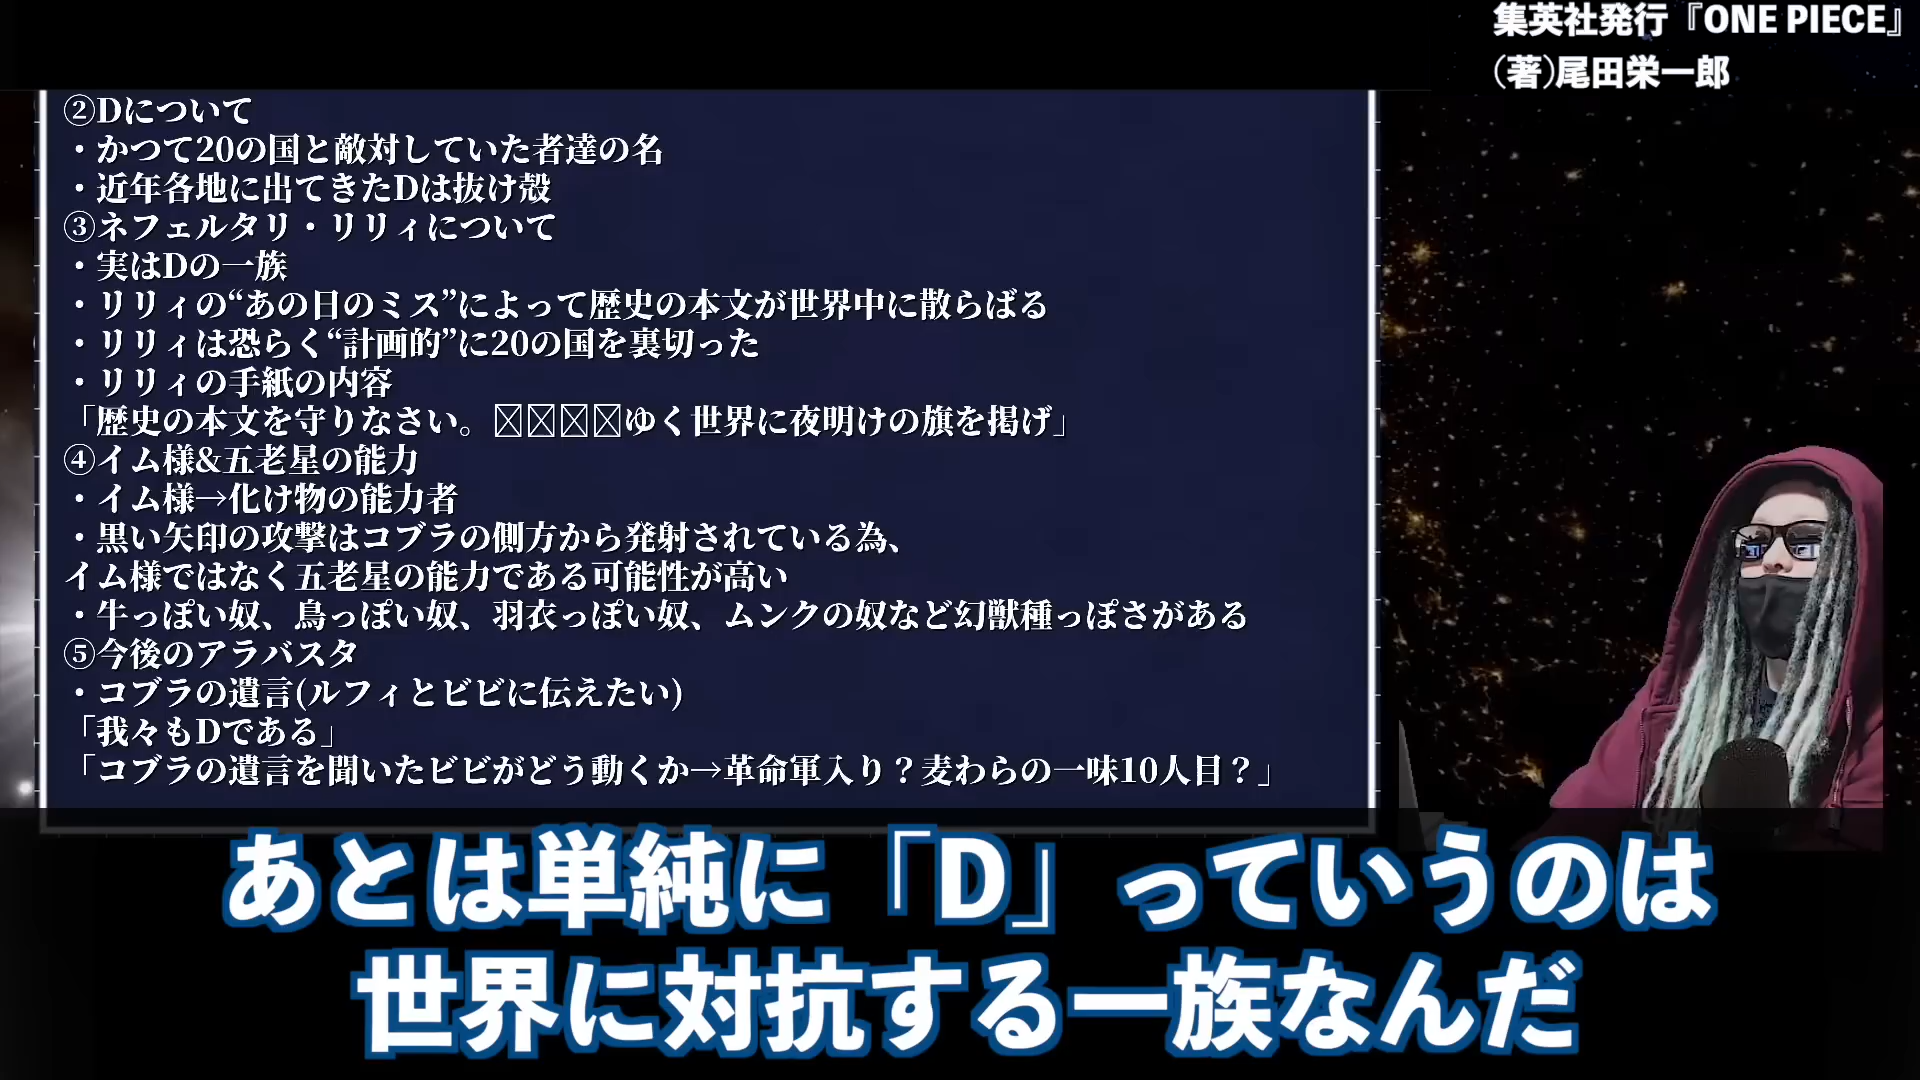 集英社発行『ONE PIECE』
(著)尾田栄一郎
②Dについて
・かつて20の国と敵対していた者達の名
・近年各地に出てきたDは抜け殻
③ネフェルタリ・リリィについて
・実はDの一族
・リリィの“あの日のミス”によって歴史の本文が世界中に散らばる
・リリィは恐らく“計画的”に20の国を裏切った
・リリィの手紙の内容
「歴史の本文を守りなさい。☒☒☒☒ゆく世界に夜明けの旗を掲げ」
④イム様&五老星の能力
・イム様→化け物の能力者
・黒い矢印の攻撃はコブラの側方から発射されている為、
イム様ではなく五老星の能力である可能性が高い
・牛っぽい奴、鳥っぽい奴、羽衣っぽい奴、ムンクの奴など幻獣種っぽさがある
⑤今後のアラバスタ
・コブラの遺言(ルフィとビビに伝えたい)
「我々もDである」
「コブラの遺言を聞いたビビがどう動くか→革命軍入り？麦わらの一味10人目？」
あとは単純に「D」っていうのは
世界に対抗する一族なんだ